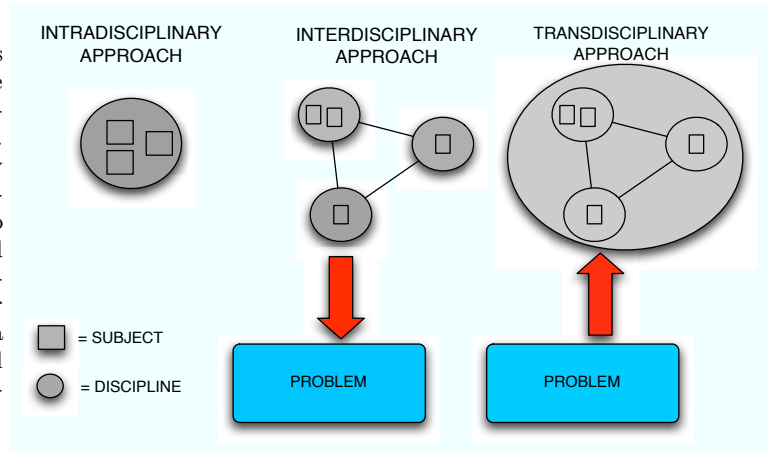 INTRADISCIPLINARY
APPROACH
INTERDISCIPLINARY
APPROACH
TRANSDISCIPLINARY
APPROACH
= SUBJECT
= DISCIPLINE
PROBLEM
PROBLEM